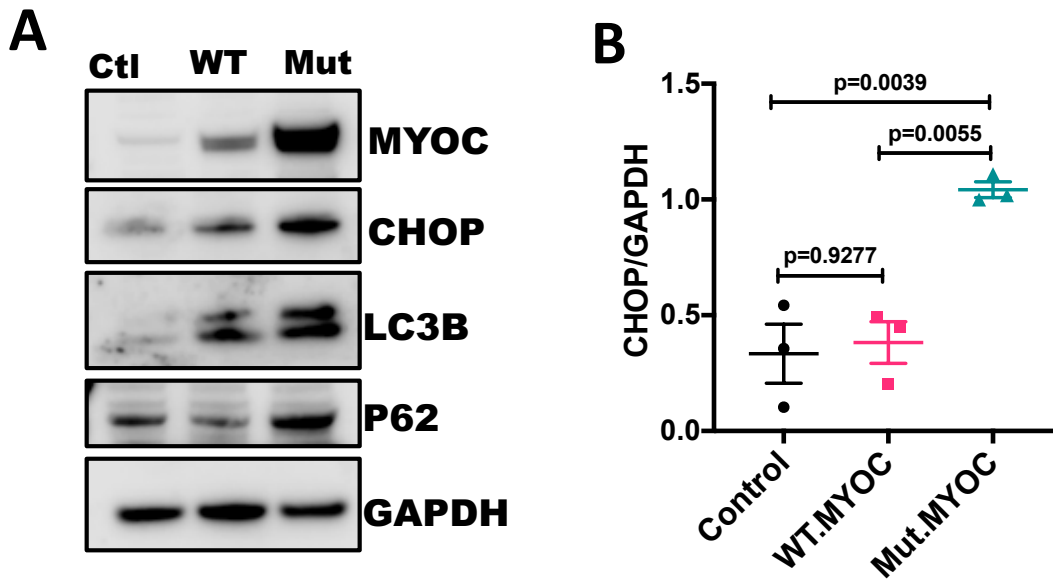 A
Ctl WT Mut
MYOC
CHOP
LC3B
P62
GAPDH
B
CHOP/GAPDH
1.5
1.0
0.5
0.0
p=0.0039
p=0.0055
p=0.9277
Control
WT.MYOC
Mut.MYOC